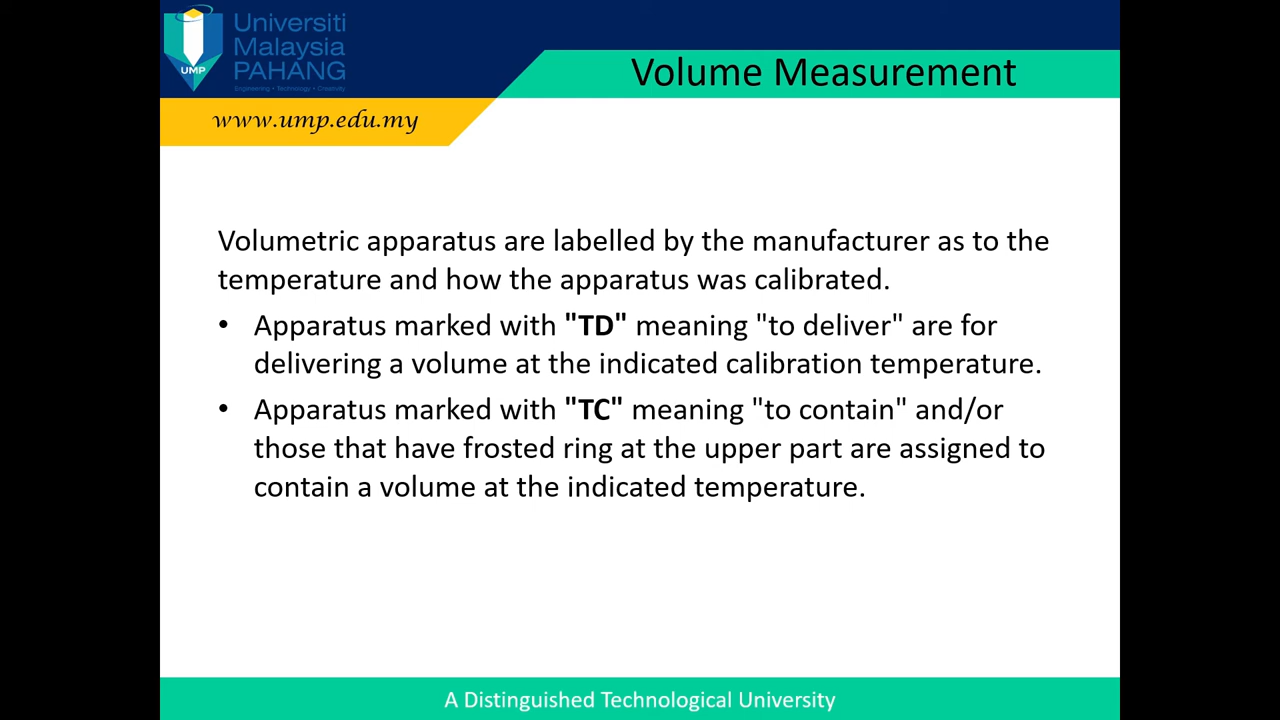 Universiti
Malaysia
PAHANG
Engineering • Technology • Creativity
UMP
Volume Measurement
www.ump.edu.my
Volumetric apparatus are labelled by the manufacturer as to the
temperature and how the apparatus was calibrated.
• Apparatus marked with "TD" meaning "to deliver" are for
delivering a volume at the indicated calibration temperature.
• Apparatus marked with "TC" meaning "to contain" and/or
those that have frosted ring at the upper part are assigned to
contain a volume at the indicated temperature.
A Distinguished Technological University